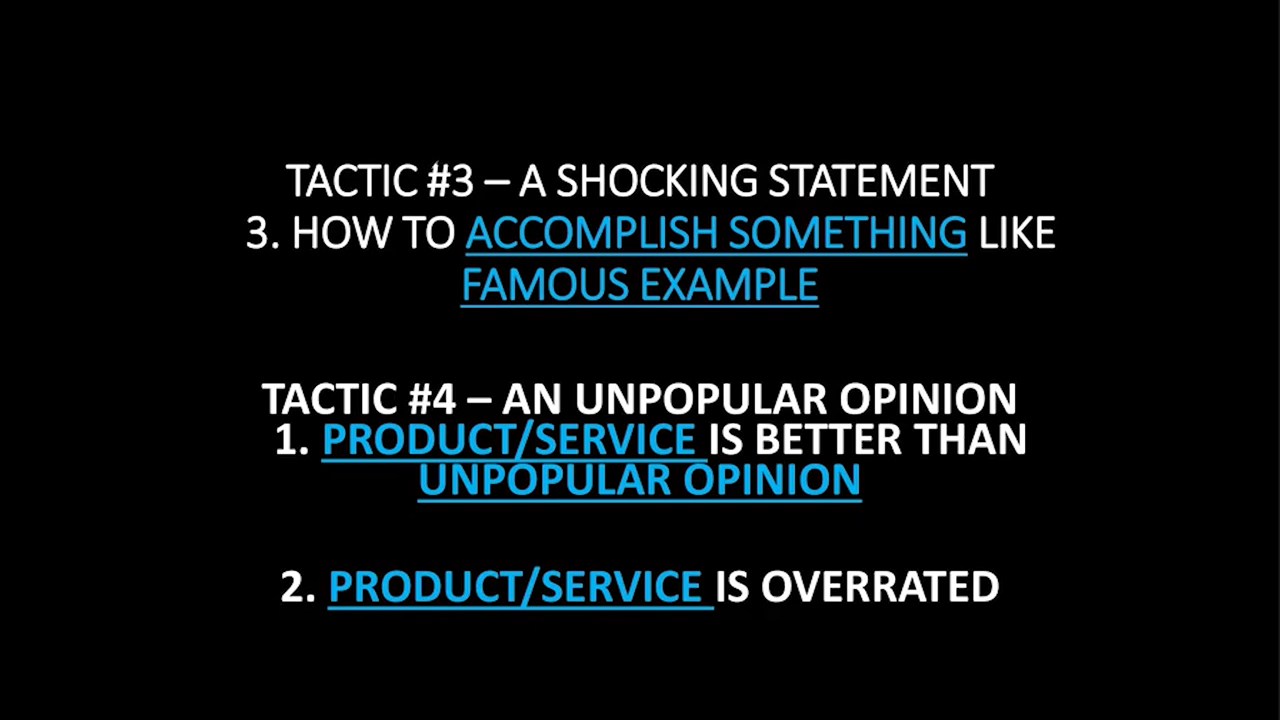 TACTIC #3 – A SHOCKING STATEMENT
3. HOW TO ACCOMPLISH SOMETHING LIKE
FAMOUS EXAMPLE
TACTIC #4 – AN UNPOPULAR OPINION
1. PRODUCT/SERVICE IS BETTER THAN
UNPOPULAR OPINION
2. PRODUCT/SERVICE IS OVERRATED